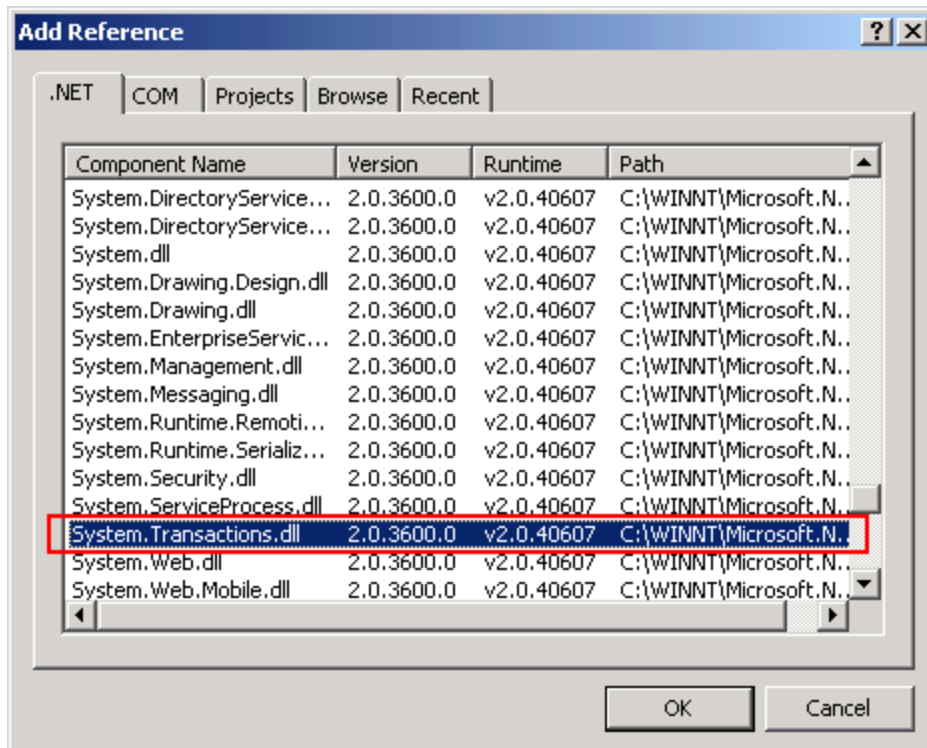 Add Reference
.NET COM Projects Browse Recent
Component Name Version Runtime Path
System.DirectoryService... 2.0.3600.0 v2.0.40607 C:\WINNT\Microsoft.N..
System.DirectoryService... 2.0.3600.0 v2.0.40607 C:\WINNT\Microsoft.N..
System.dll 2.0.3600.0 v2.0.40607 C:\WINNT\Microsoft.N..
System.Drawing.Design.dll 2.0.3600.0 v2.0.40607 C:\WINNT\Microsoft.N..
System.Drawing.dll 2.0.3600.0 v2.0.40607 C:\WINNT\Microsoft.N..
System.EnterpriseServic... 2.0.3600.0 v2.0.40607 C:\WINNT\Microsoft.N..
System.Management.dll 2.0.3600.0 v2.0.40607 C:\WINNT\Microsoft.N..
System.Messaging.dll 2.0.3600.0 v2.0.40607 C:\WINNT\Microsoft.N..
System.Runtime.Remoti... 2.0.3600.0 v2.0.40607 C:\WINNT\Microsoft.N..
System.Runtime.Serializ... 2.0.3600.0 v2.0.40607 C:\WINNT\Microsoft.N..
System.Security.dll 2.0.3600.0 v2.0.40607 C:\WINNT\Microsoft.N..
System.ServiceProcess.dll 2.0.3600.0 v2.0.40607 C:\WINNT\Microsoft.N..
System.Transactions.dll 2.0.3600.0 v2.0.40607 C:\WINNT\Microsoft.N..
System.Web.dll 2.0.3600.0 v2.0.40607 C:\WINNT\Microsoft.N..
System.Web.Mobile.dll 2.0.3600.0 v2.0.40607 C:\WINNT\Microsoft.N..
OK Cancel